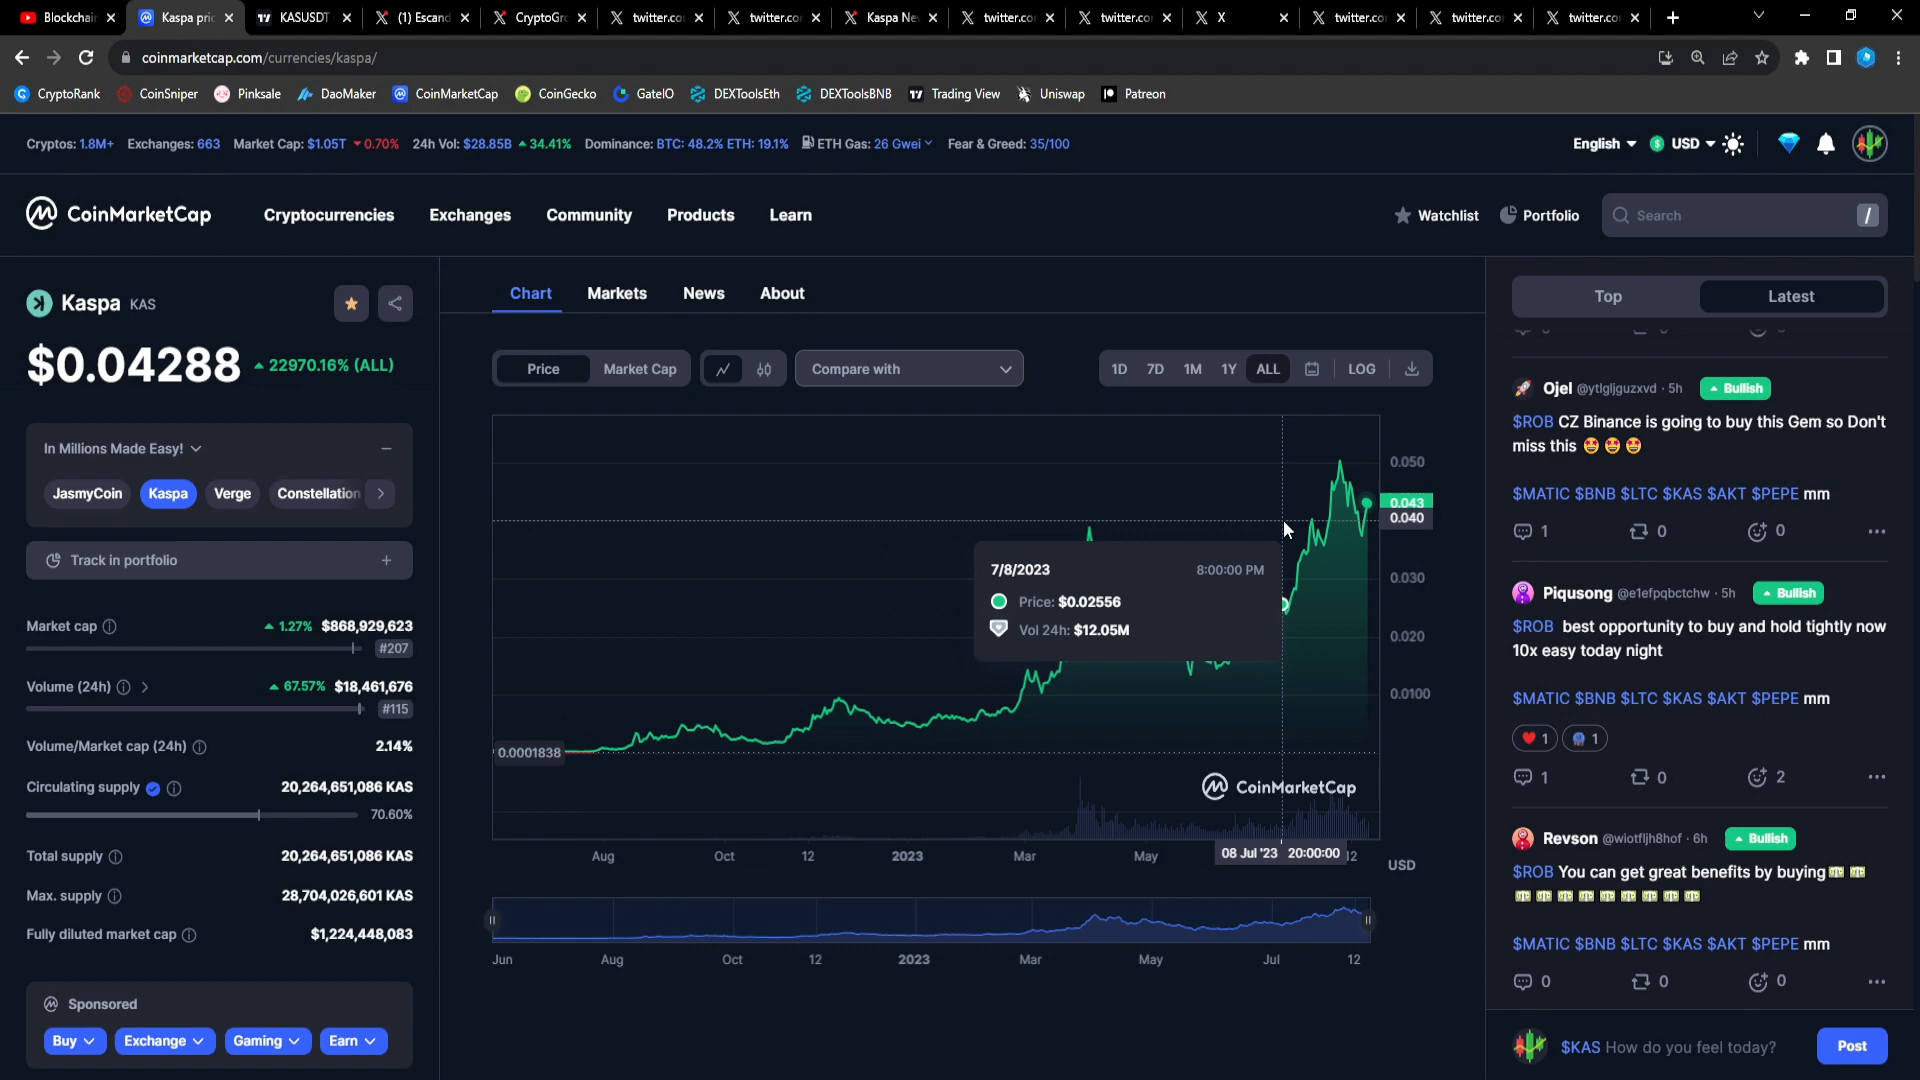 Blockchain
Kaspa pric
KASUSDT
(1) Escand
CryptoGr
twitter.co
twitter.co
Kaspa Ne
twitter.co
twitter.co
X
twitter.co
twitter.co
twitter.co
coinmarketcap.com/currencies/kaspa/
CryptoRank CoinSniper Pinksale DaoMaker CoinMarketCap CoinGecko GateIO DEXToolsEth DEXToolsBNB Trading View Uniswap Patreon
Cryptos: 1.8M+ Exchanges: 663 Market Cap: $1.05T 0.70% 24h Vol: $28.85B 34.41% Dominance: BTC: 48.2% ETH: 19.1% ETH Gas: 26 Gwei Fear & Greed: 35/100
English USD
CoinMarketCap Cryptocurrencies Exchanges Community Products Learn
Watchlist Portfolio Search /
Kaspa KAS
$0.04288 22970.16% (ALL)
In Millions Made Easy!
JasmyCoin Kaspa Verge Constellation
Track in portfolio +
Market cap 1.27% $868,929,623
#207
Volume (24h) 67.57% $18,461,676
#115
Volume/Market cap (24h) 2.14%
Circulating supply 20,264,651,086 KAS
70.60%
Total supply 20,264,651,086 KAS
Max. supply 28,704,026,601 KAS
Fully diluted market cap $1,224,448,083
Sponsored
Buy Exchange Gaming Earn
Chart Markets News About
Price Market Cap Compare with 1D 7D 1M 1Y ALL LOG
0.050
0.043
0.040
0.030
0.020
0.0100
7/8/2023 8:00:00 PM
Price: $0.02556
Vol 24h: $12.05M
0.0001838
CoinMarketCap
Aug Oct 12 2023 Mar May 08 Jul '23 20:00:00 12
USD
Jun Aug Oct 12 2023 Mar May Jul 12
Top Latest
Ojel @ytlgljguzxvd · 5h Bullish
$ROB CZ Binance is going to buy this Gem so Don't
miss this 🤩 🤩 🤩
$MATIC $BNB $LTC $KAS $AKT $PEPE mm
1 0 0
Piqusong @e1efpqbctchw · 5h Bullish
$ROB best opportunity to buy and hold tightly now
10x easy today night
$MATIC $BNB $LTC $KAS $AKT $PEPE mm
1 1
1 0 2
Revson @wiotfljh8hof · 6h Bullish
$ROB You can get great benefits by buying
$MATIC $BNB $LTC $KAS $AKT $PEPE mm
0 0 0
$KAS How do you feel today? Post